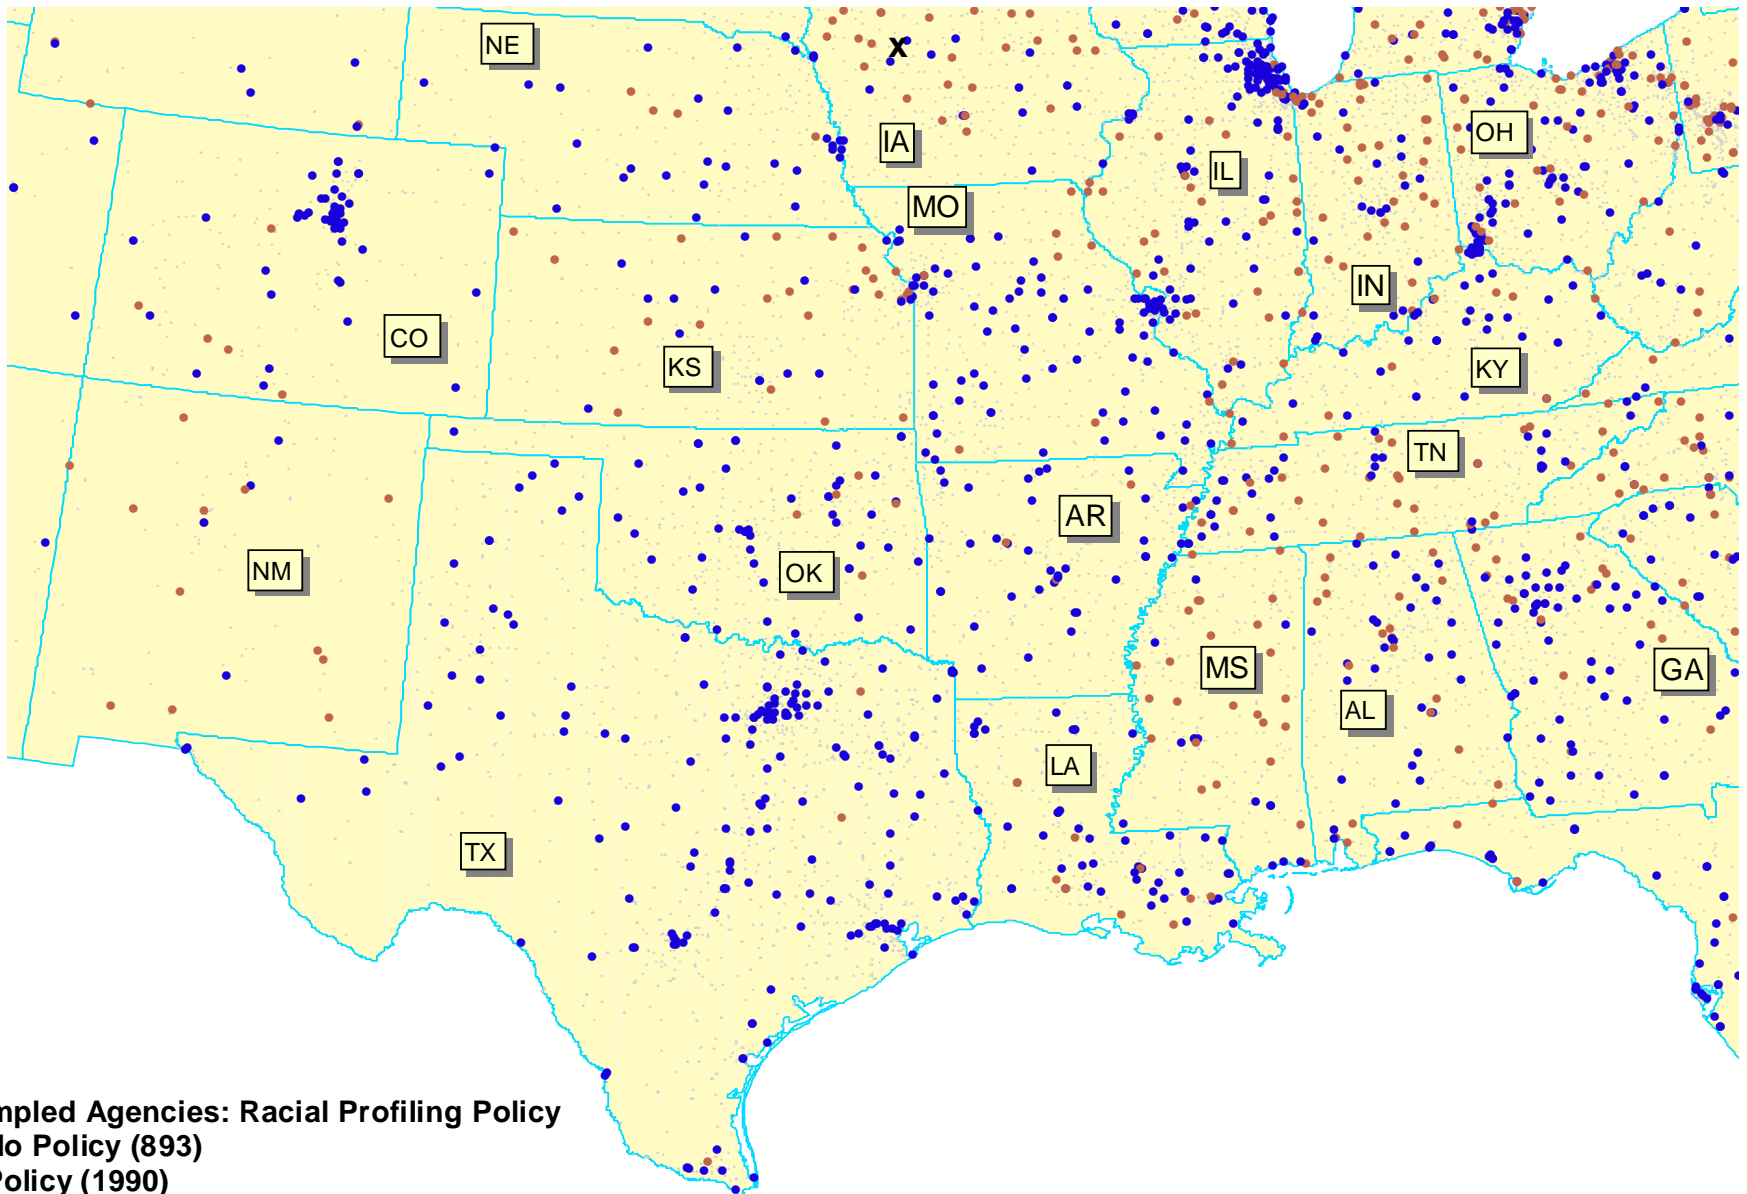 NE
X
IA
OH
IL
MO
IN
CO
KS
KY
TN
AR
NM
OK
MS
GA
AL
LA
TX
mpled Agencies: Racial Profiling Policy
lo Policy (893)
Policy (1990)